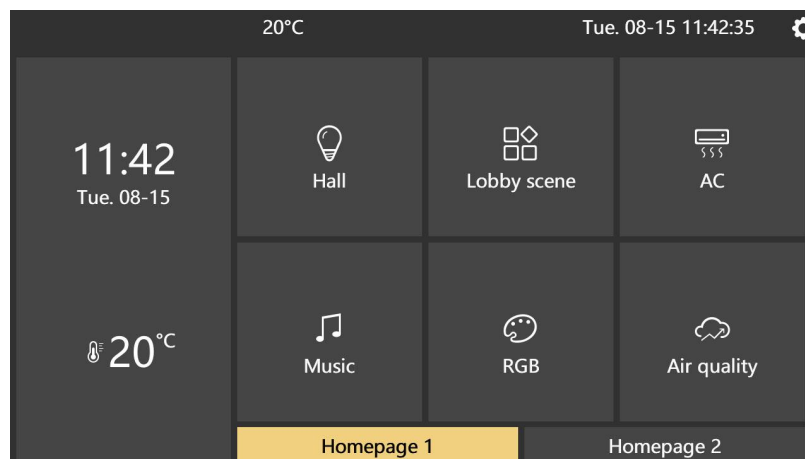 20°C
Tue. 08-15 11:42:35
11:42
Tue. 08-15
20°C
Hall
Lobby scene
AC
Music
RGB
Air quality
Homepage 1
Homepage 2